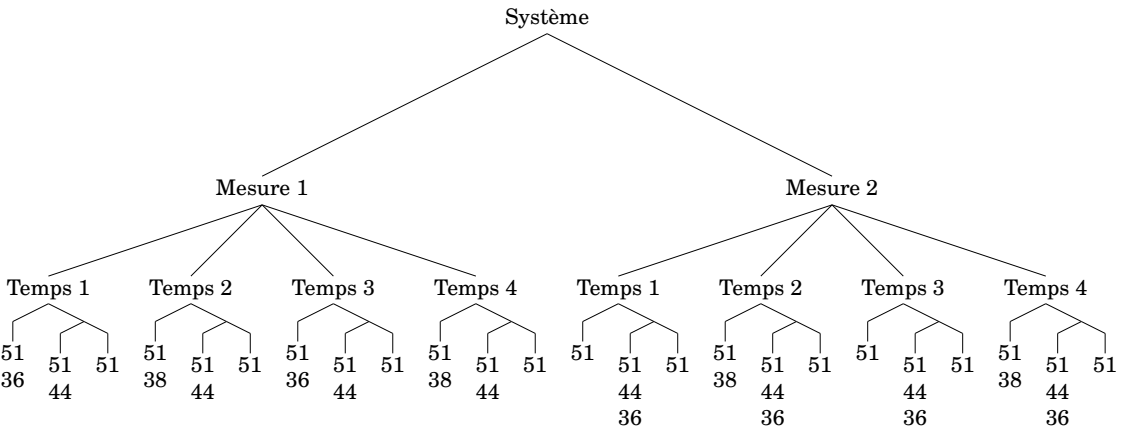 Système
Mesure 1 Mesure 2
Temps 1 Temps 2 Temps 3 Temps 4 Temps 1 Temps 2 Temps 3 Temps 4
51 51 51 51 51 51 51 51 51 51 51 51 51 51 51 51 51 51 51 51 51 51 51 51
36 44 38 44 36 44 38 44 44 38 44 44 38 44
36 36 36 36